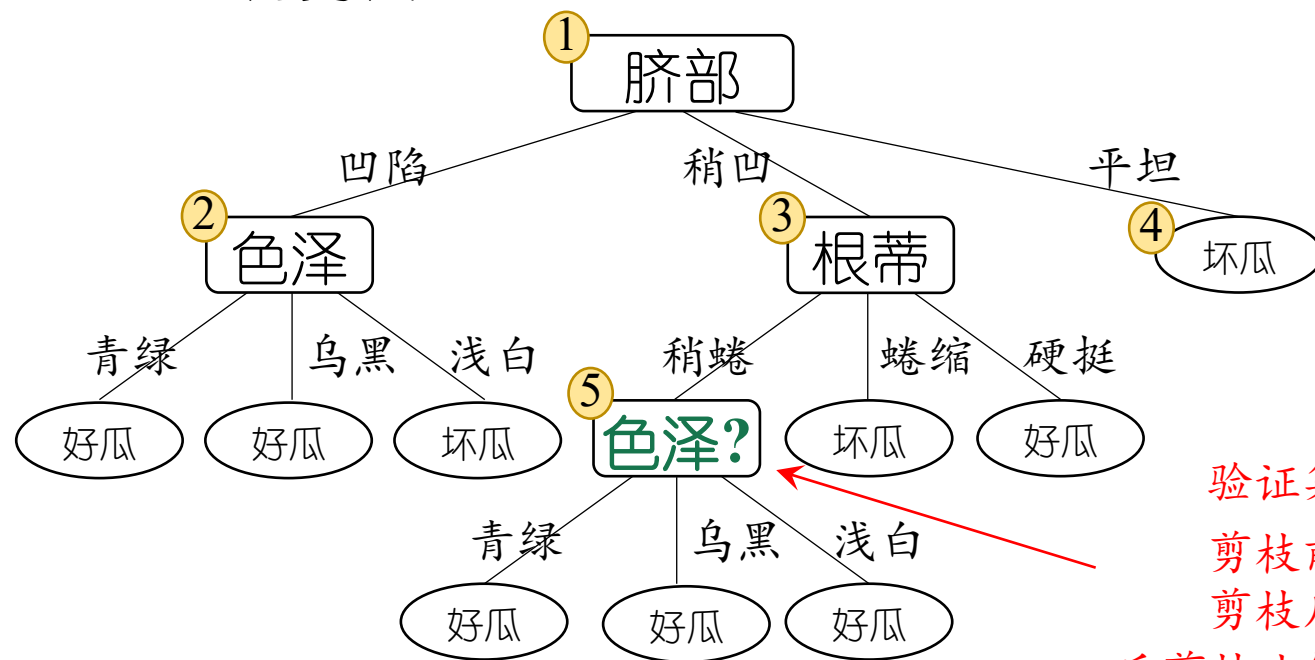 1
脐部
凹陷 稍凹 平坦
2 3 4
色泽 根蒂 坏瓜
青绿 乌黑 浅白 稍蜷 蜷缩 硬挺
5
好瓜 好瓜 坏瓜 色泽? 坏瓜 好瓜
验证
青绿 乌黑 浅白
剪枝
好瓜 好瓜 好瓜
剪枝
剪枝